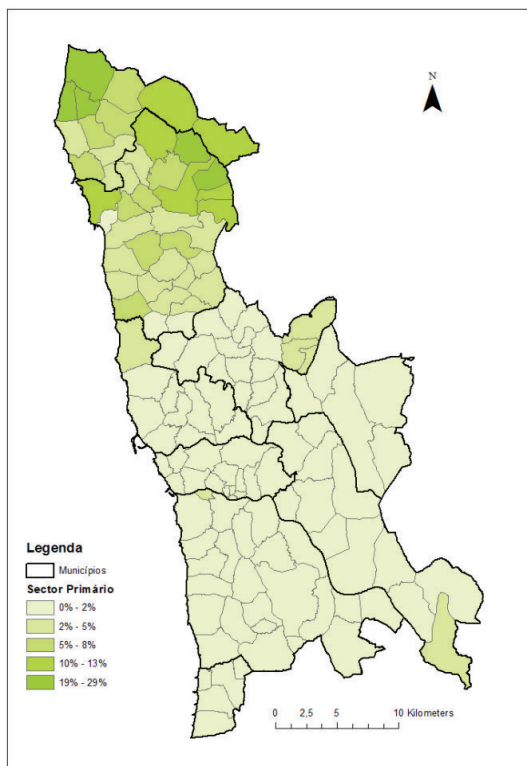 N
Legenda
Municípios
Sector Primário
0% - 2%
2% - 5%
5% - 8%
10% - 13%
19% - 29%
0 2,5 5 10 Kilometers